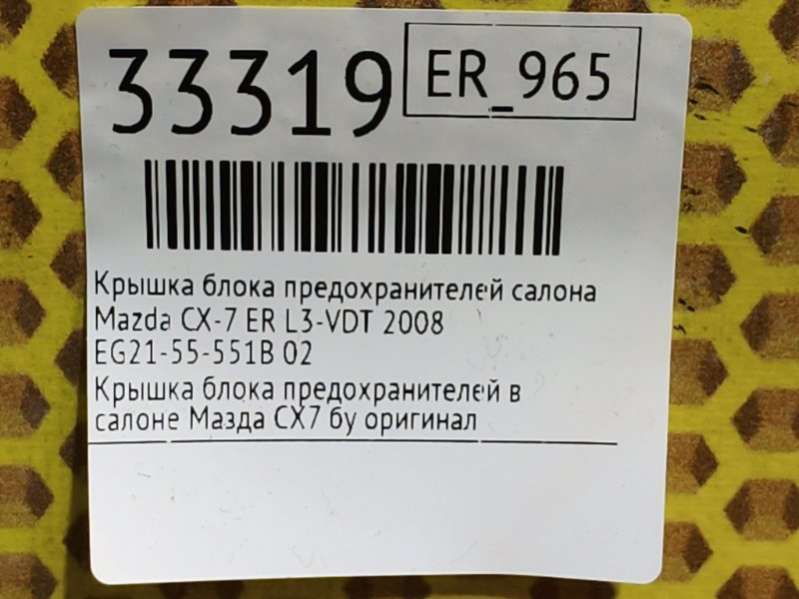 33319
ER_965
Крышка блока предохранителей салона
Mazda CX-7 ER L3-VDT 2008
EG21-55-551B 02
Крышка блока предохранителей в
салоне Мазда СХ7 бу оригинал